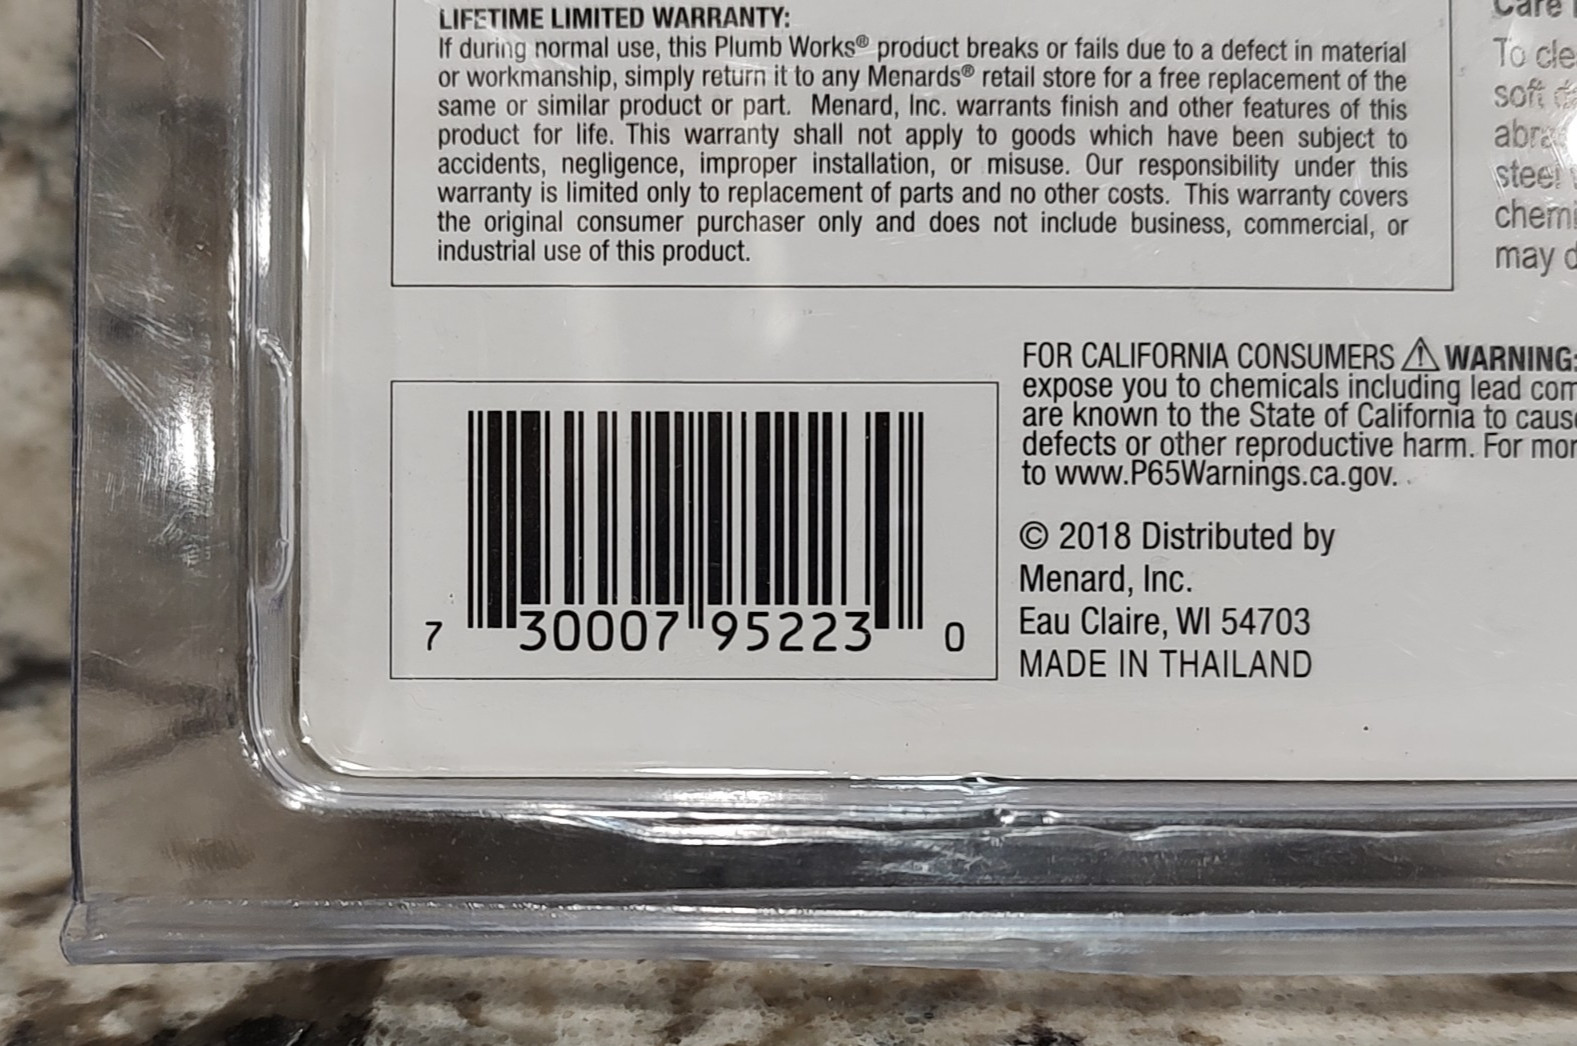 LIFETIME LIMITED WARRANTY:
If during normal use, this Plumb Works® product breaks or fails due to a defect in material
or workmanship, simply return it to any Menards® retail store for a free replacement of the
same or similar product or part. Menard, Inc. warrants finish and other features of this
product for life. This warranty shall not apply to goods which have been subject to
accidents, negligence, improper installation, or misuse. Our responsibility under this
warranty is limited only to replacement of parts and no other costs. This warranty covers
the original consumer purchaser only and does not include business, commercial, or
industrial use of this product.
Care
To
soft
may
FOR CALIFORNIA CONSUMERS ⚠ WARNING:
expose you to chemicals including lead
are known to the State of California to
defects or other reproductive harm. For
to www.P65Warnings.ca.gov.
7 30007 95223 0
© 2018 Distributed by
Menard, Inc.
Eau Claire, WI 54703
MADE IN THAILAND